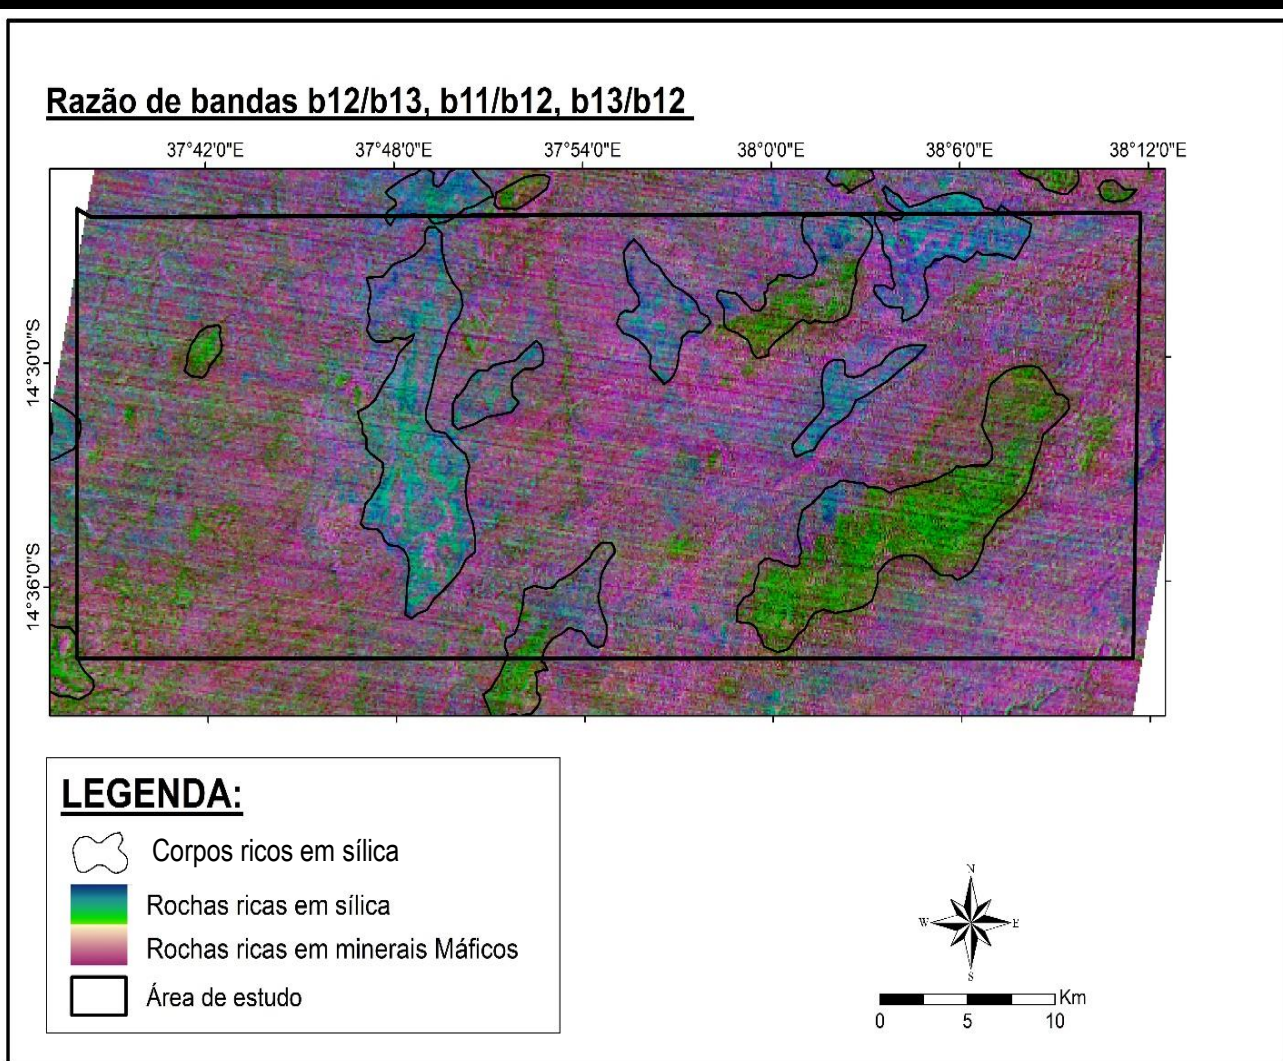 Razão de bandas b12/b13, b11/b12, b13/b12
37°42'0"E 37°48'0"E 37°54'0"E 38°0'0"E 38°6'0"E 38°12'0"E
14°30'0"S
14°36'0"S
LEGENDA:
Corpos ricos em sílica
Rochas ricas em sílica
Rochas ricas em minerais Máficos
Área de estudo
N
W E
S
Km
0 5 10